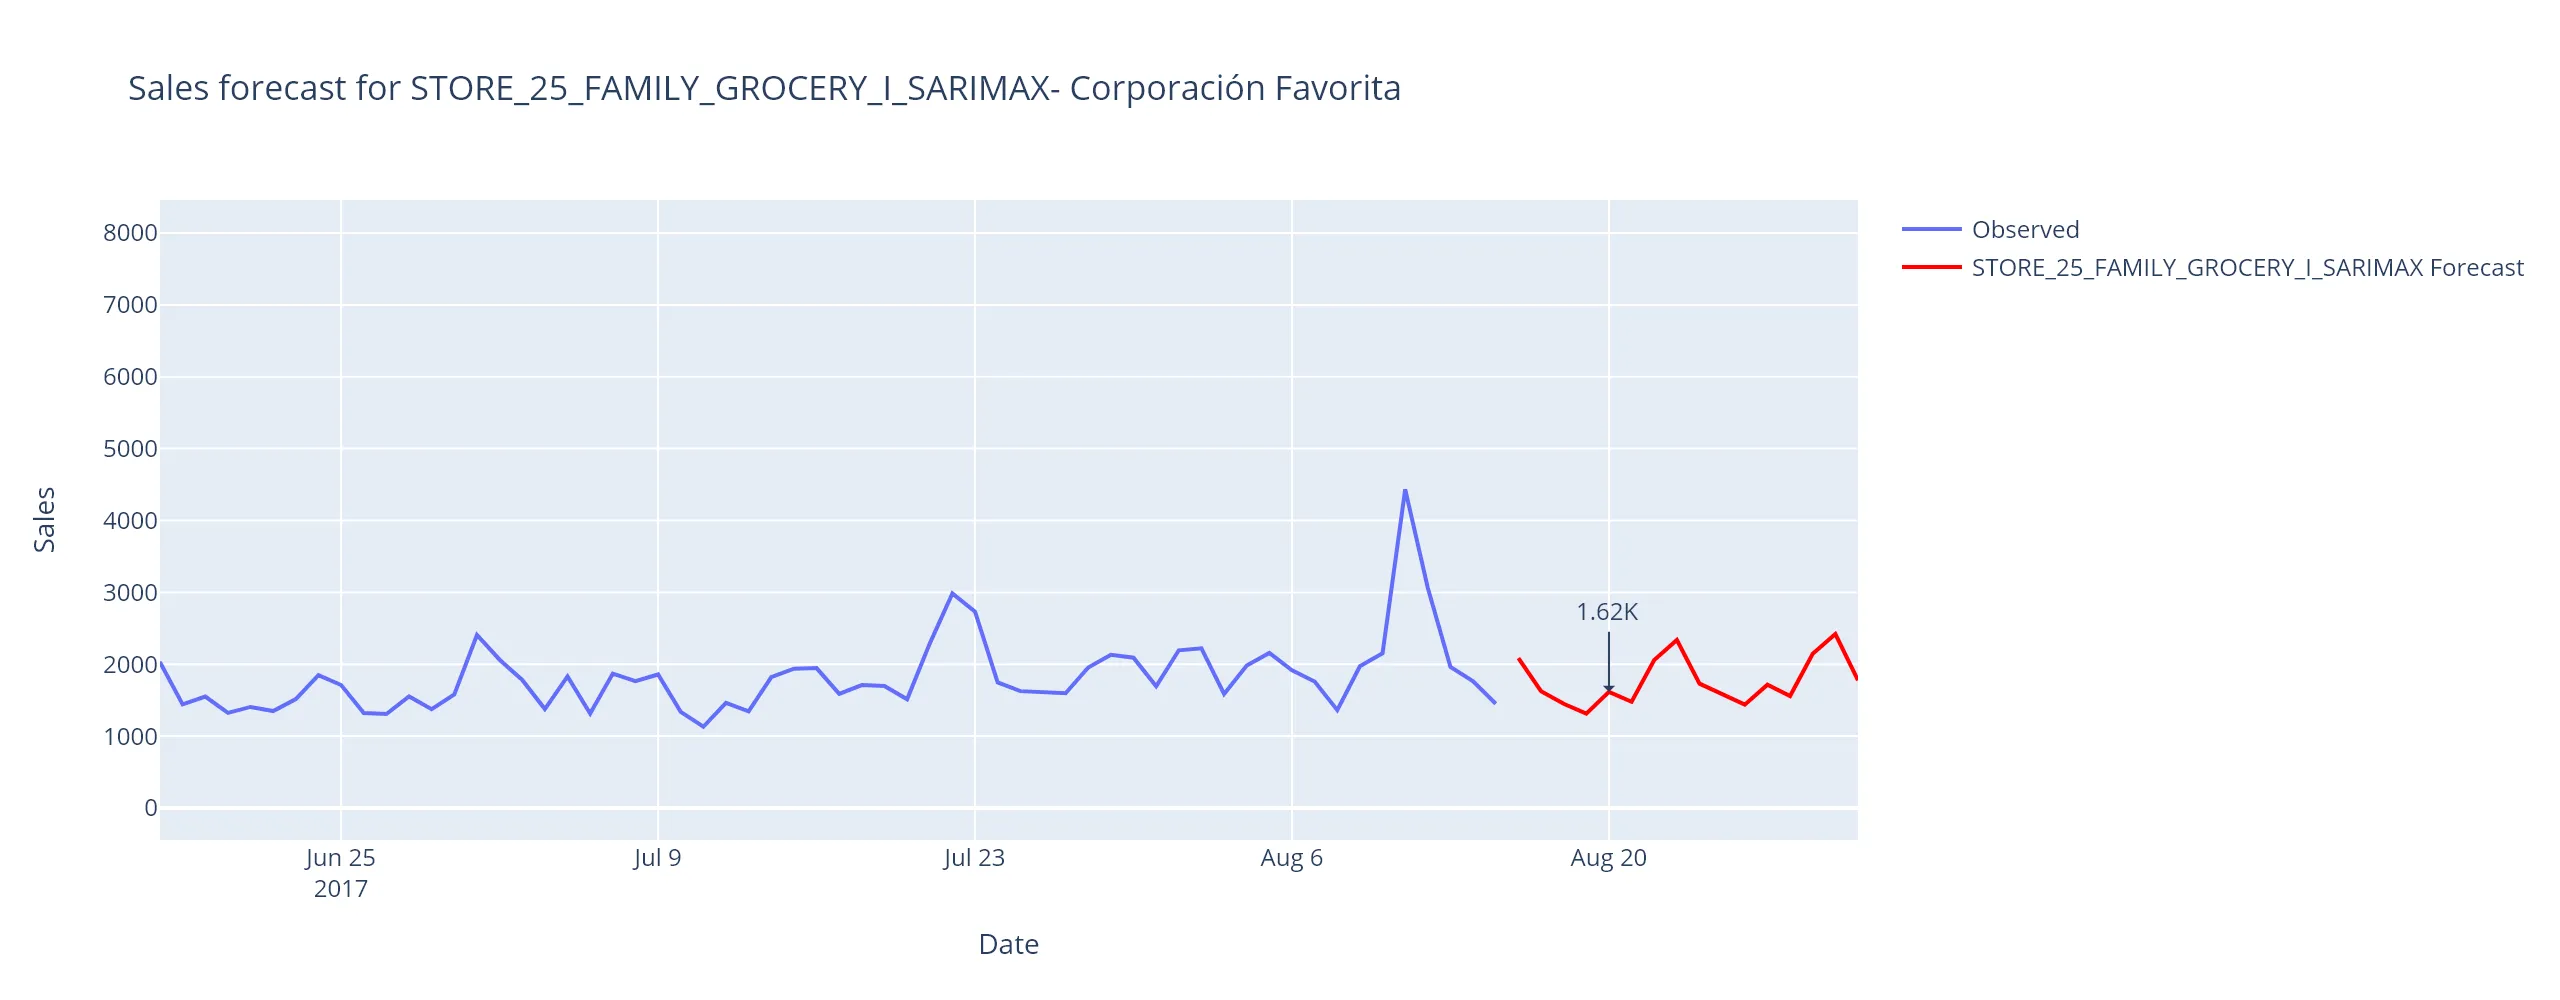 Sales forecast for STORE_25_FAMILY_GROCERY_I_SARIMAX- Corporación Favorita
Observed
STORE_25_FAMILY_GROCERY_I_SARIMAX Forecast
8000
7000
6000
5000
4000
3000
2000
1000
0
Sales
1.62K
Jun 25
2017
Jul 9
Jul 23
Aug 6
Aug 20
Date